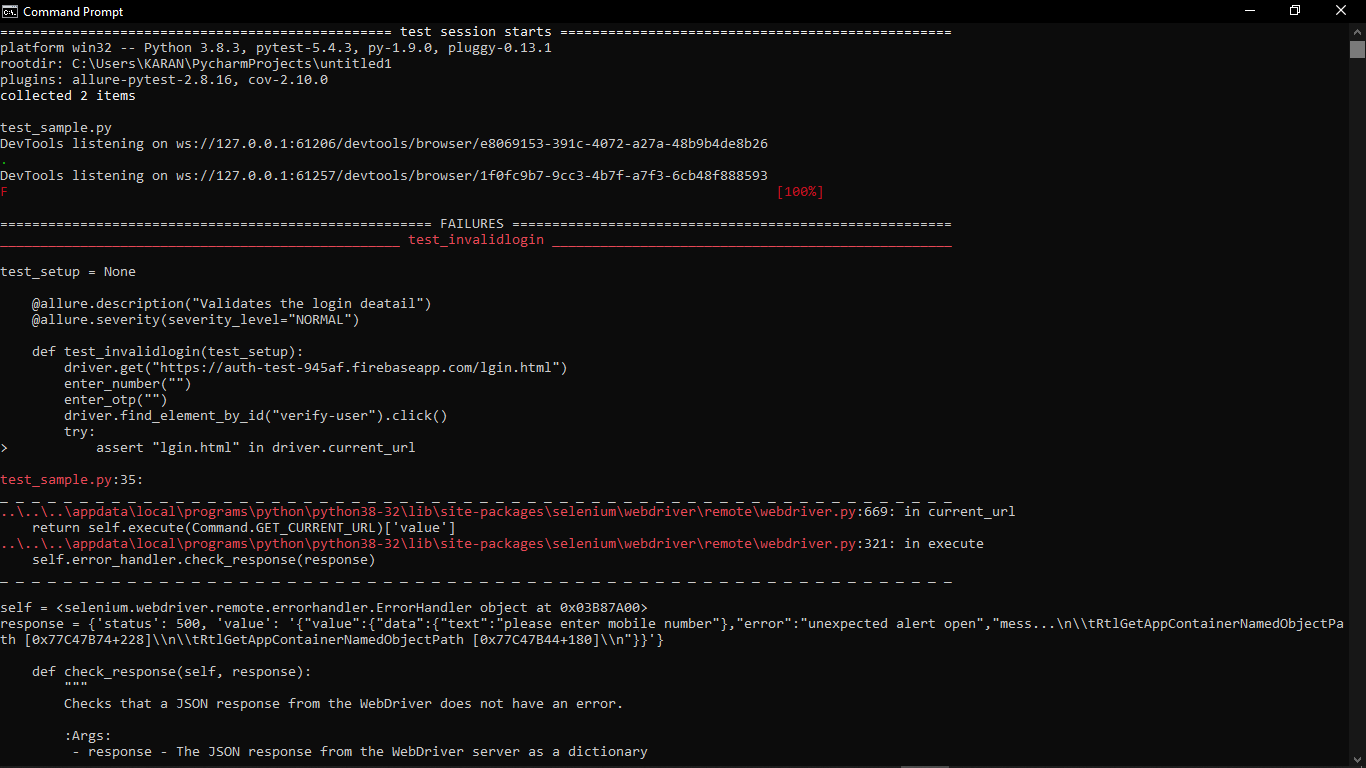 Command Prompt
================================================= test session starts =================================================
platform win32 -- Python 3.8.3, pytest-5.4.3, py-1.9.0, pluggy-0.13.1
rootdir: C:\Users\KARAN\PycharmProjects\untitled1
plugins: allure-pytest-2.8.16, cov-2.10.0
collected 2 items
test_sample.py
DevTools listening on ws://127.0.0.1:61206/devtools/browser/e8069153-391c-4072-a27a-48b9b4de8b26
.
DevTools listening on ws://127.0.0.1:61257/devtools/browser/1f0fc9b7-9cc3-4b7f-a7f3-6cb48f888593
F                                                                                                [100%]
====================================================== FAILURES =======================================================
__________________________________________________ test_invalidlogin __________________________________________________
test_setup = None
    @allure.description("Validates the login deatail")
    @allure.severity(severity_level="NORMAL")
    def test_invalidlogin(test_setup):
        driver.get("https://auth-test-945af.firebaseapp.com/lgin.html")
        enter_number("")
        enter_otp("")
        driver.find_element_by_id("verify-user").click()
        try:
>           assert "lgin.html" in driver.current_url
test_sample.py:35:
_ _ _ _ _ _ _ _ _ _ _ _ _ _ _ _ _ _ _ _ _ _ _ _ _ _ _ _ _ _ _ _ _ _ _ _ _ _ _ _ _ _ _ _ _ _ _ _ _ _ _ _ _ _ _ _ _ _ _ _
..\..\..\appdata\local\programs\python\python38-32\lib\site-packages\selenium\webdriver\remote\webdriver.py:669: in current_url
    return self.execute(Command.GET_CURRENT_URL)['value']
..\..\..\appdata\local\programs\python\python38-32\lib\site-packages\selenium\webdriver\remote\webdriver.py:321: in execute
    self.error_handler.check_response(response)
_ _ _ _ _ _ _ _ _ _ _ _ _ _ _ _ _ _ _ _ _ _ _ _ _ _ _ _ _ _ _ _ _ _ _ _ _ _ _ _ _ _ _ _ _ _ _ _ _ _ _ _ _ _ _ _ _ _ _ _
self = <selenium.webdriver.remote.errorhandler.ErrorHandler object at 0x03B87A00>
response = {'status': 500, 'value': '{"value":{"data":{"text":"please enter mobile number"},"error":"unexpected alert open","mess...\n\\tRtlGetAppContainerNamedObjectPa
th [0x77C47B74+228]\\n\\tRtlGetAppContainerNamedObjectPath [0x77C47B44+180]\\n"}}'}
    def check_response(self, response):
        """
        Checks that a JSON response from the WebDriver does not have an error.
        :Args:
         - response - The JSON response from the WebDriver server as a dictionary